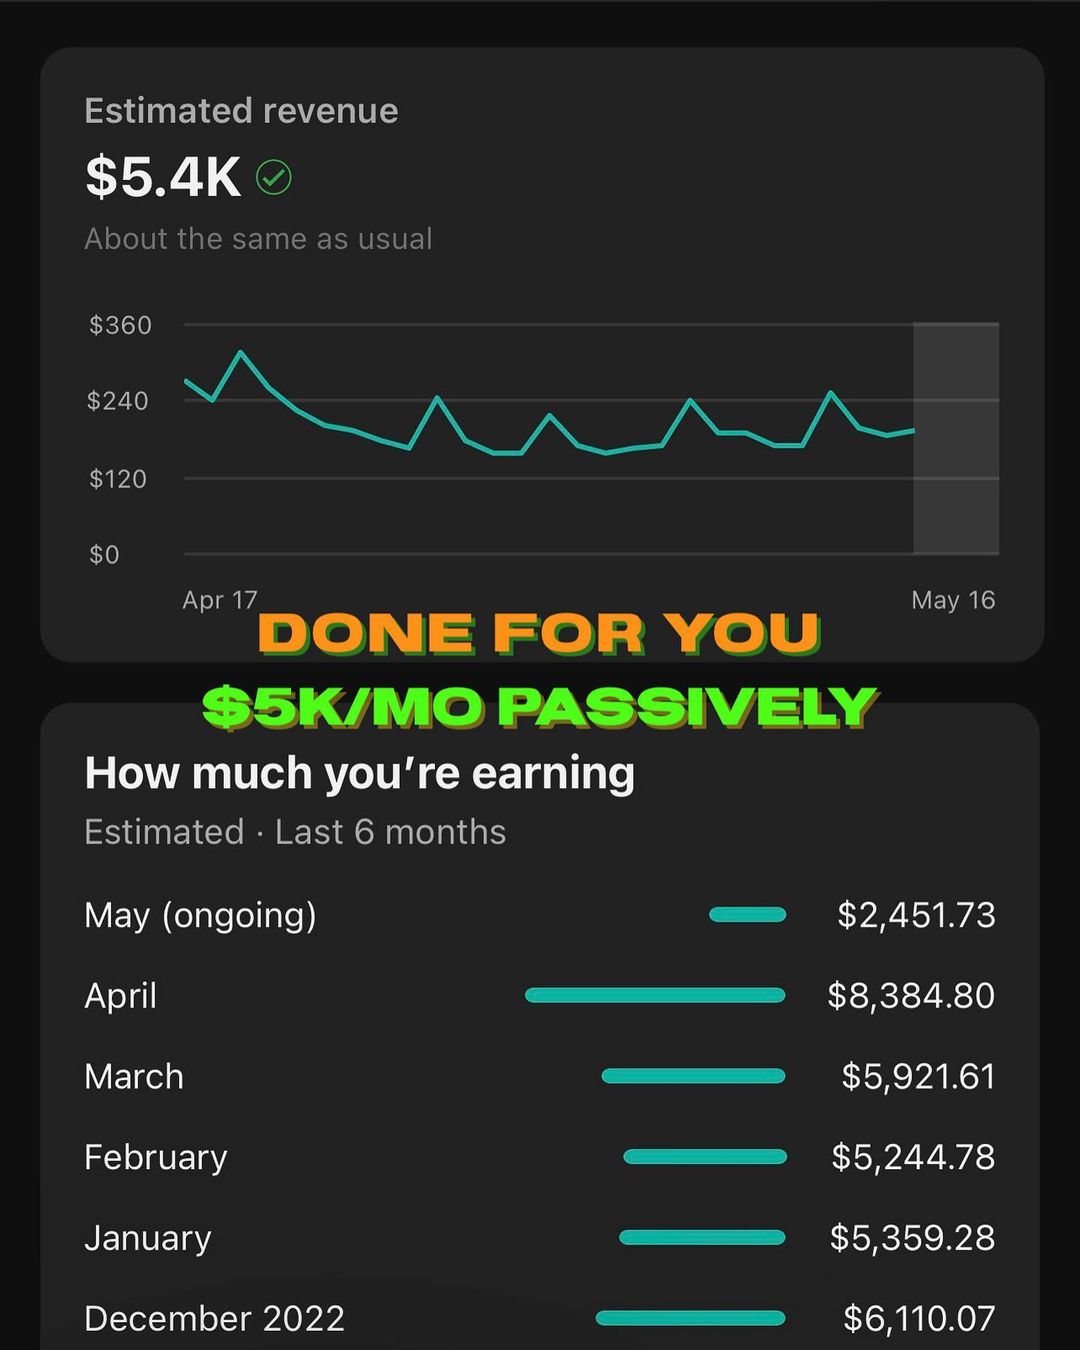 Estimated revenue
$5.4K
About the same as usual
$360
$240
$120
$0
Apr 17 May 16
DONE FOR YOU
$5K/MO PASSIVELY
How much you’re earning
Estimated · Last 6 months
May (ongoing) $2,451.73
April $8,384.80
March $5,921.61
February $5,244.78
January $5,359.28
December 2022 $6,110.07